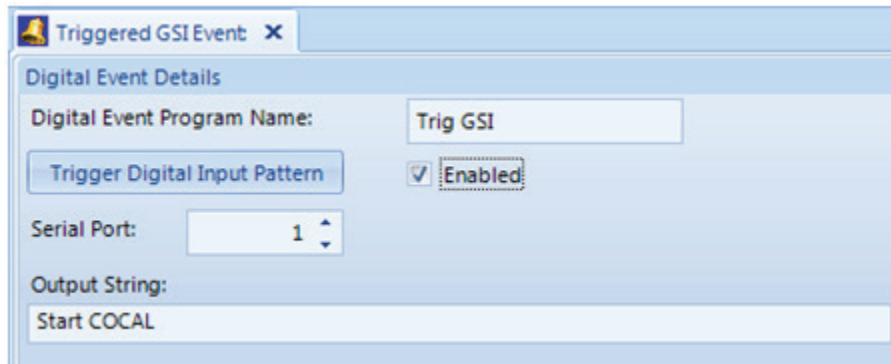 Triggered GSI Event
Digital Event Details
Digital Event Program Name: Trig GSI
Trigger Digital Input Pattern Enabled
Serial Port: 1
Output String:
Start COCAL